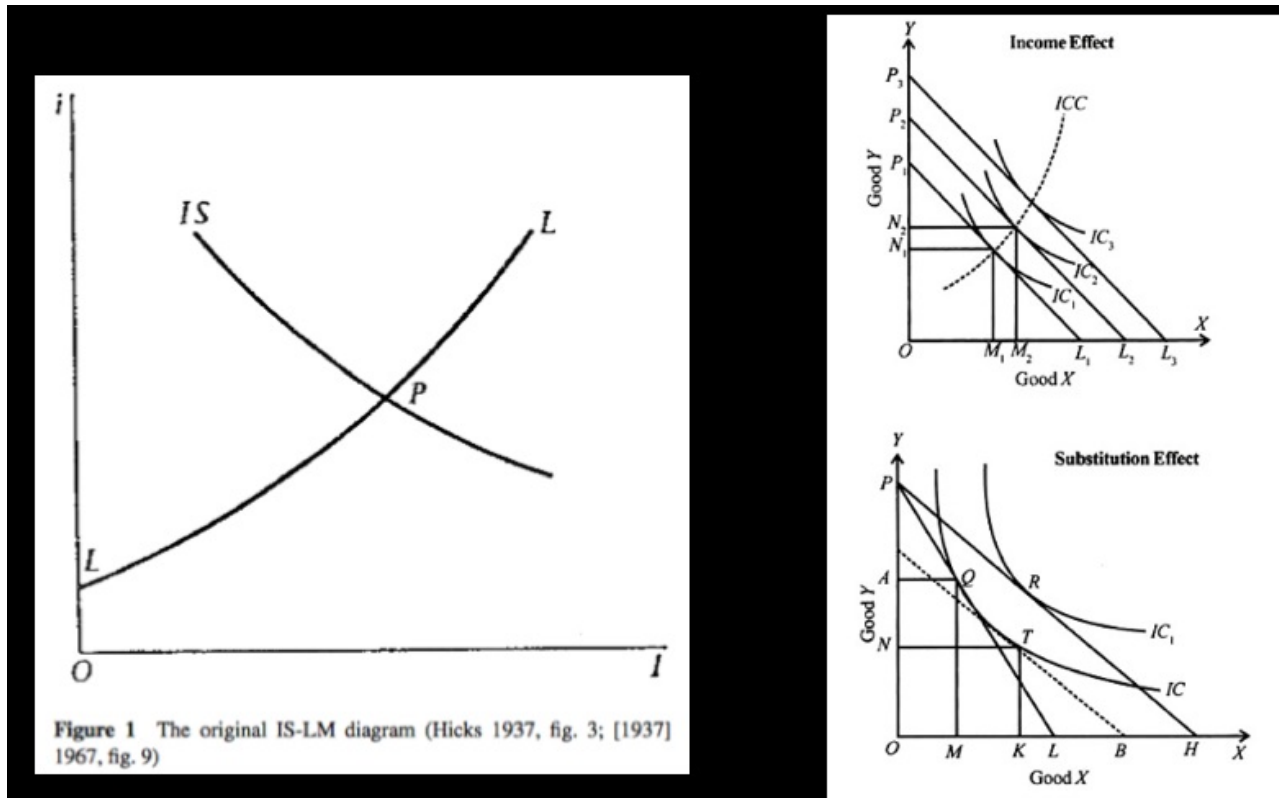 i
IS
L
P
L
O
I
Figure 1 The original IS-LM diagram (Hicks 1937, fig. 3; [1937]
1967, fig. 9)
Y
Income Effect
P₃
ICC
P₂
P₁
Good Y
N₂
N₁
IC₃
IC₂
IC₁
X
O M₁ M₂ L₁ L₂ L₃
Good X
Y
Substitution Effect
P
A
Q
R
Good Y
IC₁
N
T
IC
O M K L B H X
Good X